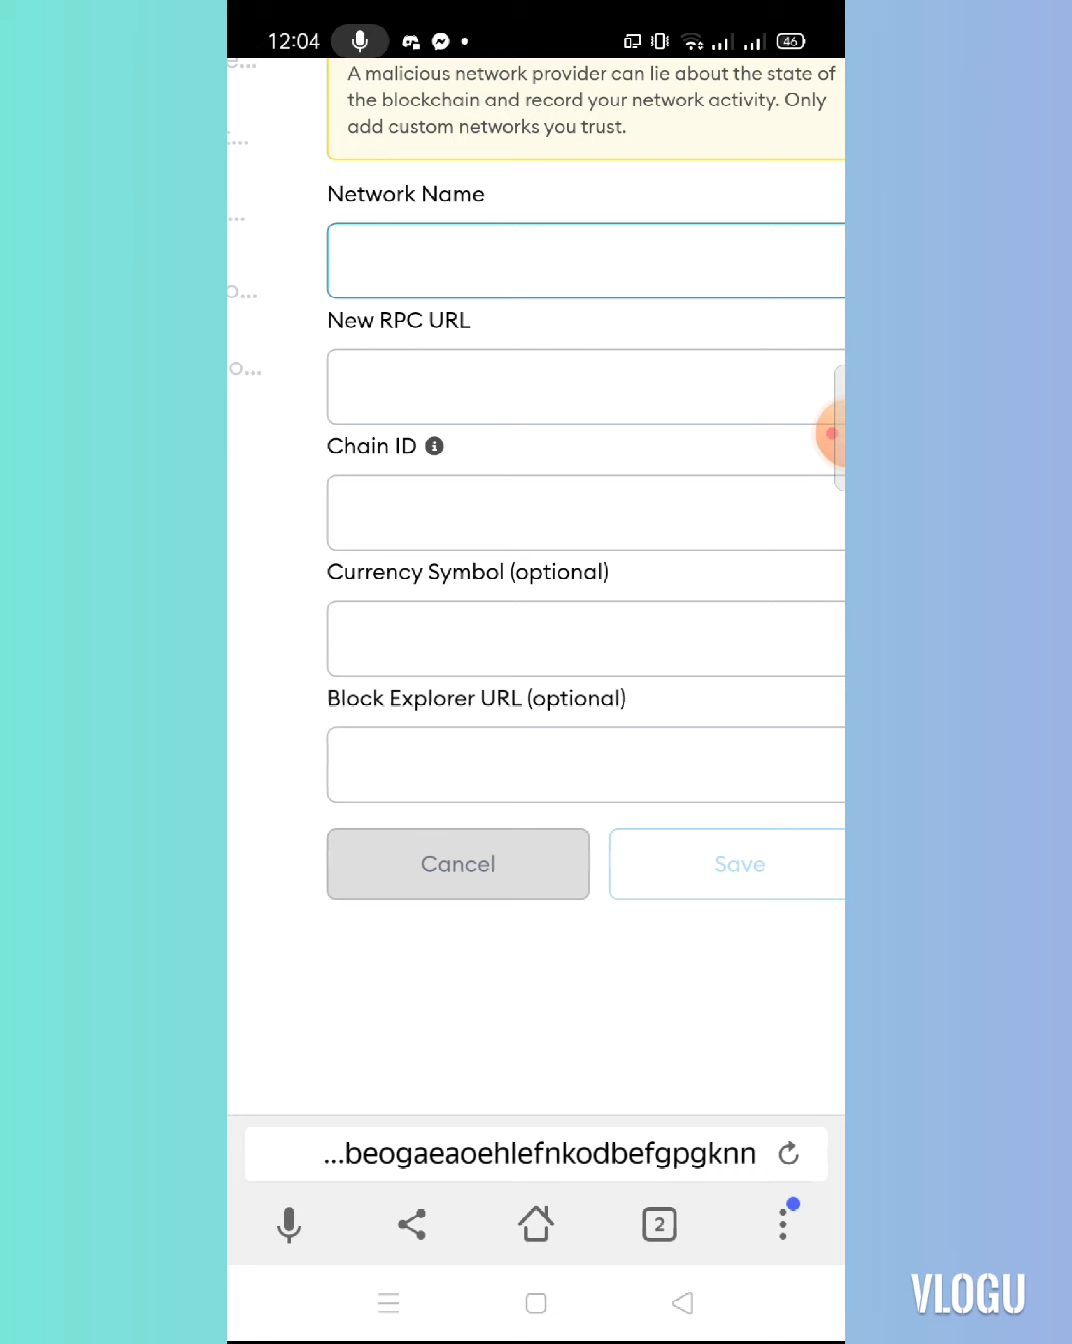 12:04
46
e...
A malicious network provider can lie about the state of
the blockchain and record your network activity. Only
add custom networks you trust.
t...
...
Network Name
o...
New RPC URL
o...
Chain ID
Currency Symbol (optional)
Block Explorer URL (optional)
Cancel
Save
...beogaeaoehlefnkodbefgpgknn
2
VLOGU